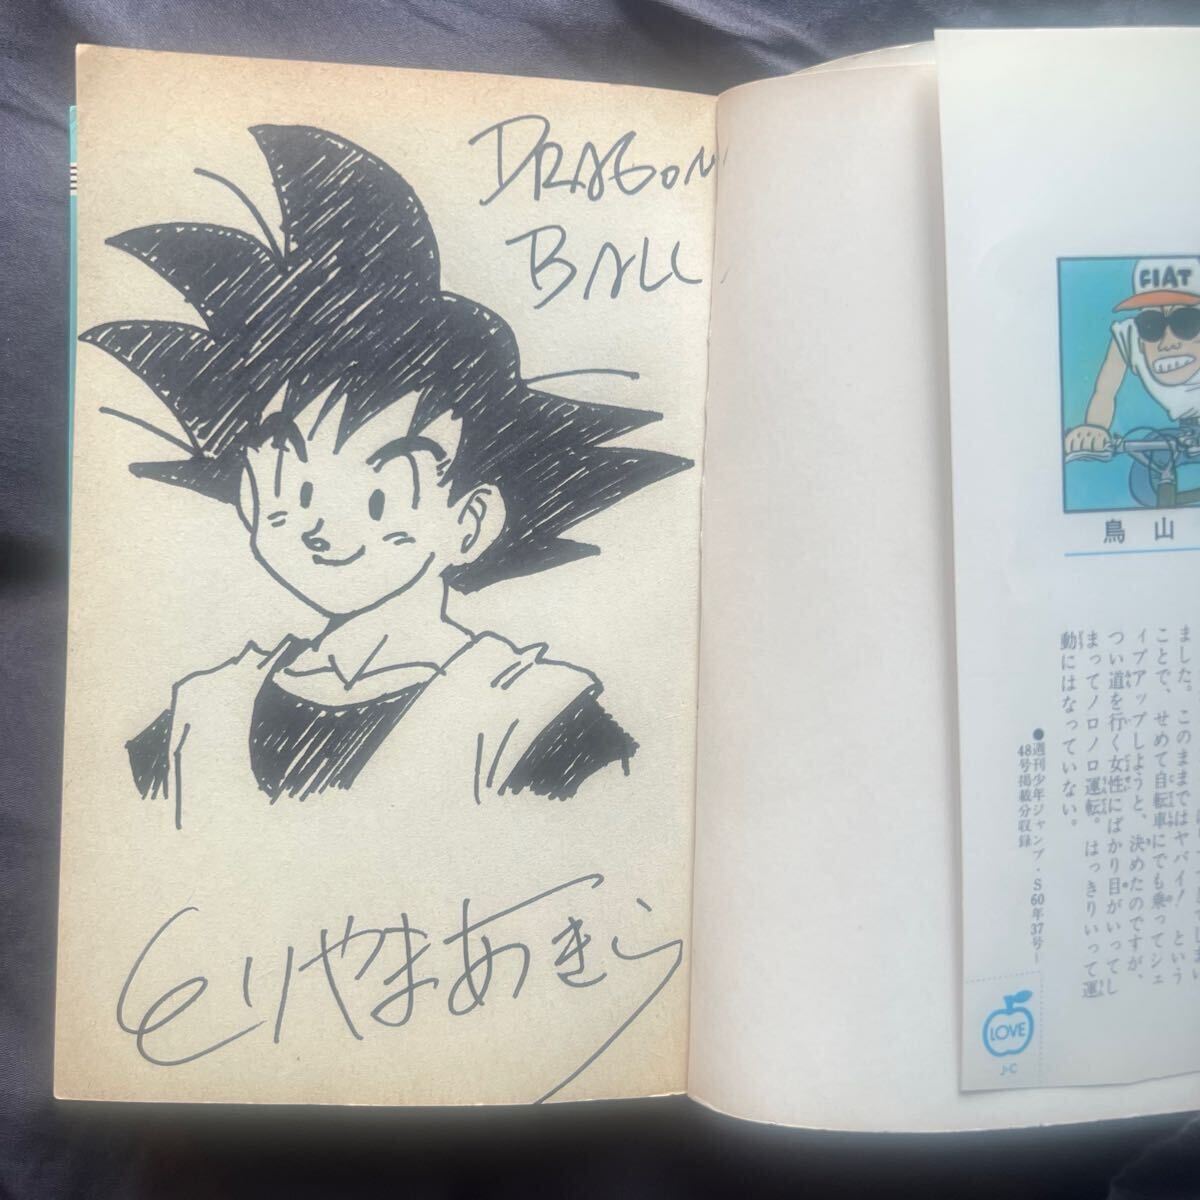 DRAGON
BALL
とりやまあきら
FIAT
鳥山
ました。このままではヤバイ！という
ことで、せめて自転車にでも乗ってシェ
イプアップしようと、決めたのですが、
つい道を行く女性にばかり目がいってし
まってノロノロ運転。はっきりいって運
動にはなっていない。
●週刊少年ジャンプ・S60年37号〜
48号掲載分収録
LOVE
J·C